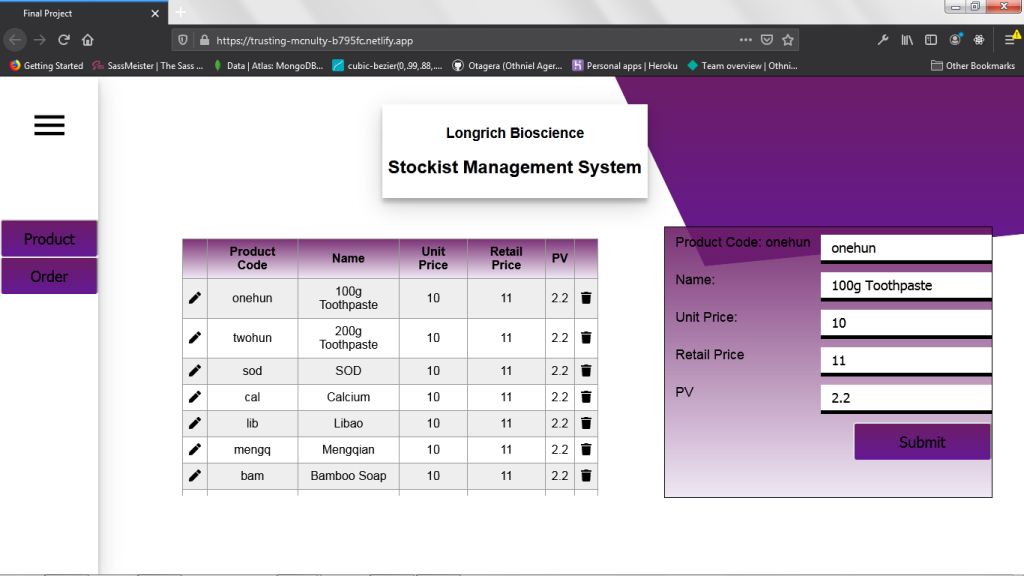 Final Project
https://trusting-mcnulty-b795fc.netlify.app
Getting Started
SassMeister | The Sass ...
Data | Atlas: MongoDB...
cubic-bezier(0,.99,.88,....
Otagera (Othniel Ager...
Personal apps | Heroku
Team overview | Othni...
Other Bookmarks
Longrich Bioscience
Stockist Management System
Product
Order
Product Code Name Unit Price Retail Price PV
onehun 100g Toothpaste 10 11 2.2
twohun 200g Toothpaste 10 11 2.2
sod SOD 10 11 2.2
cal Calcium 10 11 2.2
lib Libao 10 11 2.2
mengq Mengqian 10 11 2.2
bam Bamboo Soap 10 11 2.2
Product Code: onehun onehun
Name: 100g Toothpaste
Unit Price: 10
Retail Price 11
PV 2.2
Submit